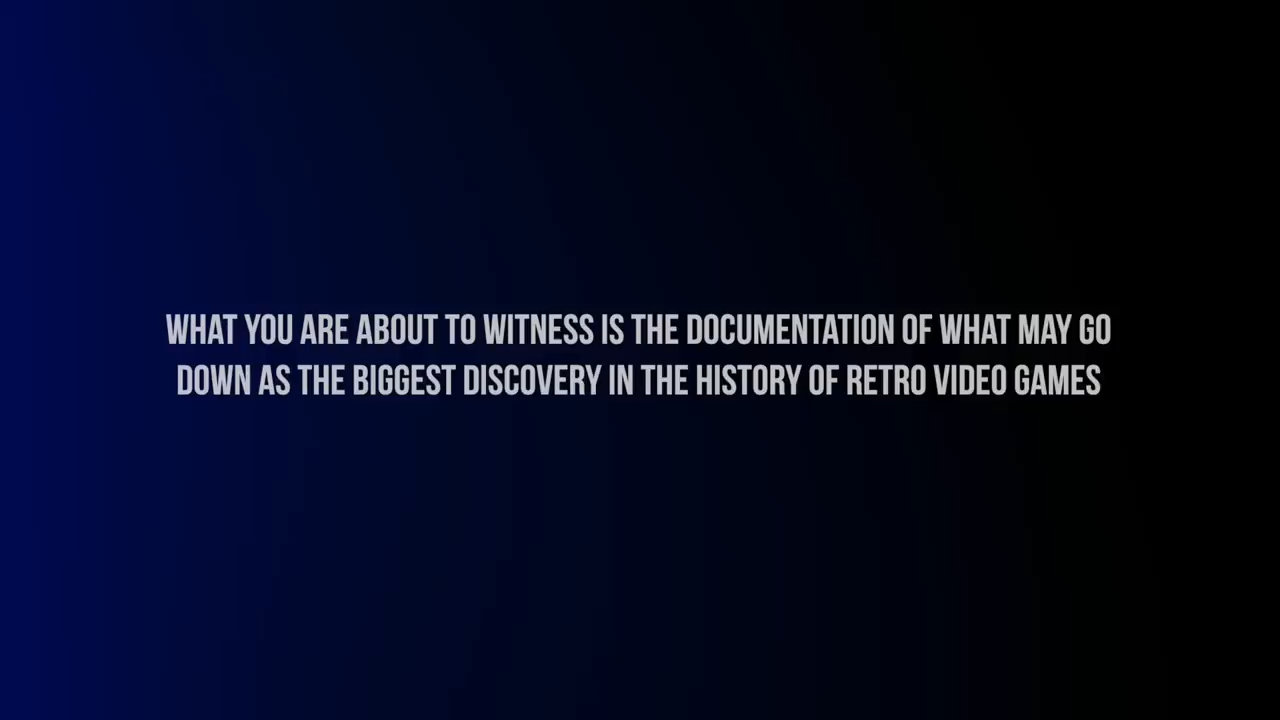 WHAT YOU ARE ABOUT TO WITNESS IS THE DOCUMENTATION OF WHAT MAY GO
DOWN AS THE BIGGEST DISCOVERY IN THE HISTORY OF RETRO VIDEO GAMES